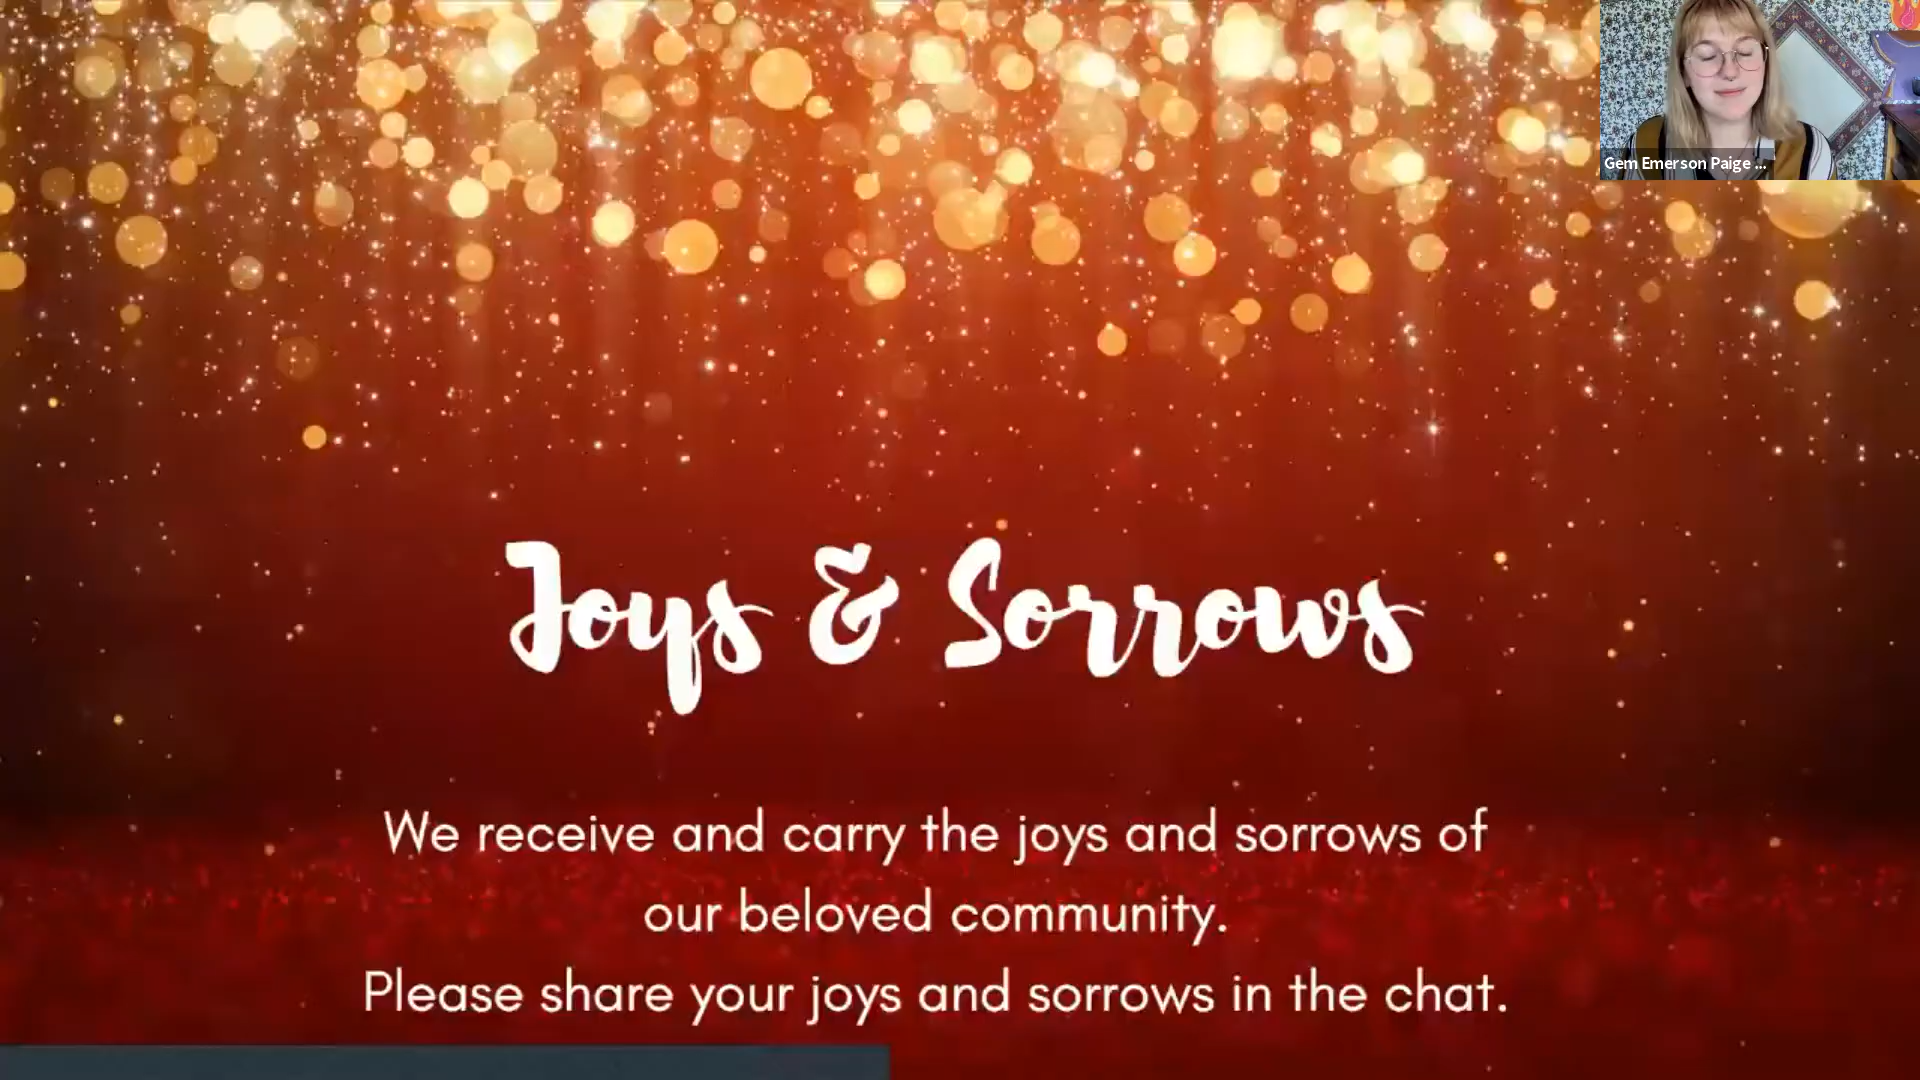 Gem Emerson Paige ...
Joys & Sorrows
We receive and carry the joys and sorrows of
our beloved community.
Please share your joys and sorrows in the chat.